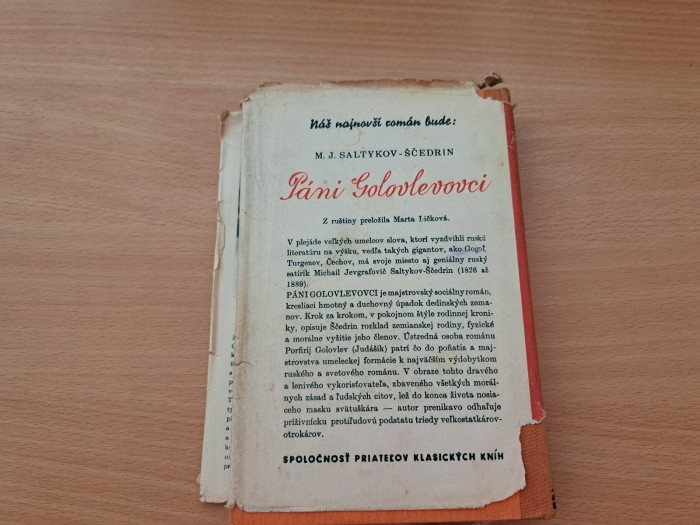 Náš najnovší román bude:
M. J. SALTYKOV-ŠČEDRIN
Páni Golovlevovci
Z ruštiny preložila Marta Ličková.
V plejáde veľkých umelcov slova, ktorí vyzdvihli ruskú
literatúru na výšku, vedľa takých gigantov, ako Gogoľ,
Turgenev, Čechov, má svoje miesto aj geniálny ruský
satirik Michail Jevgrafovič Saltykov-Ščedrin (1826 až
1889).
PÁNI GOLOVLEVOVCI je majstrovský sociálny román,
kresliaci hmotný a duchovný úpadok dedinských zema-
nov. Krok za krokom, v pokojnom štýle rodinnej kroni-
ky, opisuje Ščedrin rozklad zemianskej rodiny, fyzické
a morálne vyžitie jeho členov. Ústredná osoba románu
Porfirij Golovlev (Judášik) patrí čo do poňatia a maj-
strovstva umeleckej formácie k najväčším výdobytkom
ruského a svetového románu. V obraze tohto dravého
a lenivého vykorisťovateľa, zbaveného všetkých morál-
nych zásad a ľudských citov, lež do konca života nosia-
ceho masku svätuškára — autor prenikavo odhaľuje
príživnícku protiľudovú podstatu triedy veľkostatkárov-
otrokárov.
SPOLOČNOSŤ PRIATEĽOV KLASICKÝCH KNÍH